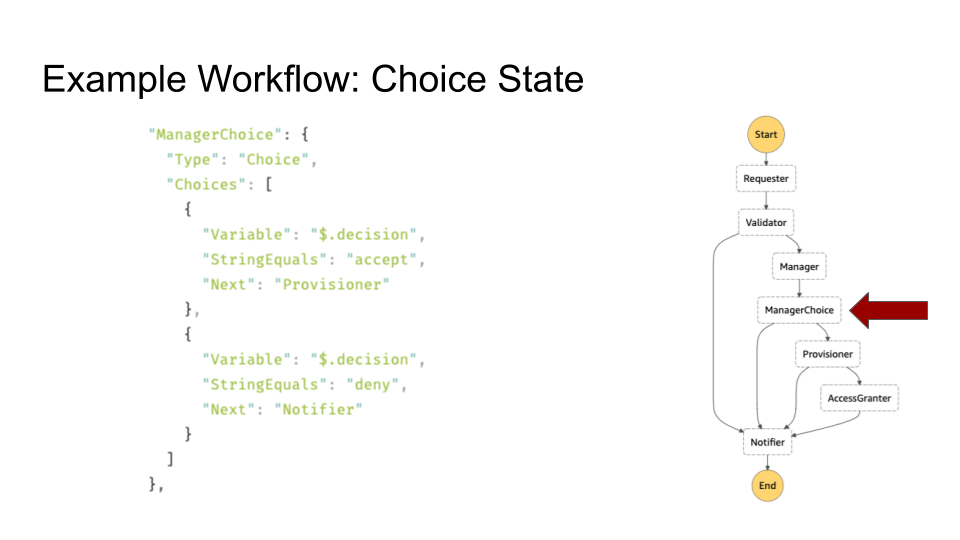 Example Workflow: Choice State
"ManagerChoice": {
"Type": "Choice",
"Choices": [
{
"Variable": "$.decision",
"StringEquals": "accept",
"Next": "Provisioner"
},
{
"Variable": "$.decision",
"StringEquals": "deny",
"Next": "Notifier"
}
]
},
Start
Requester
Validator
Manager
ManagerChoice
Provisioner
AccessGranter
Notifier
End